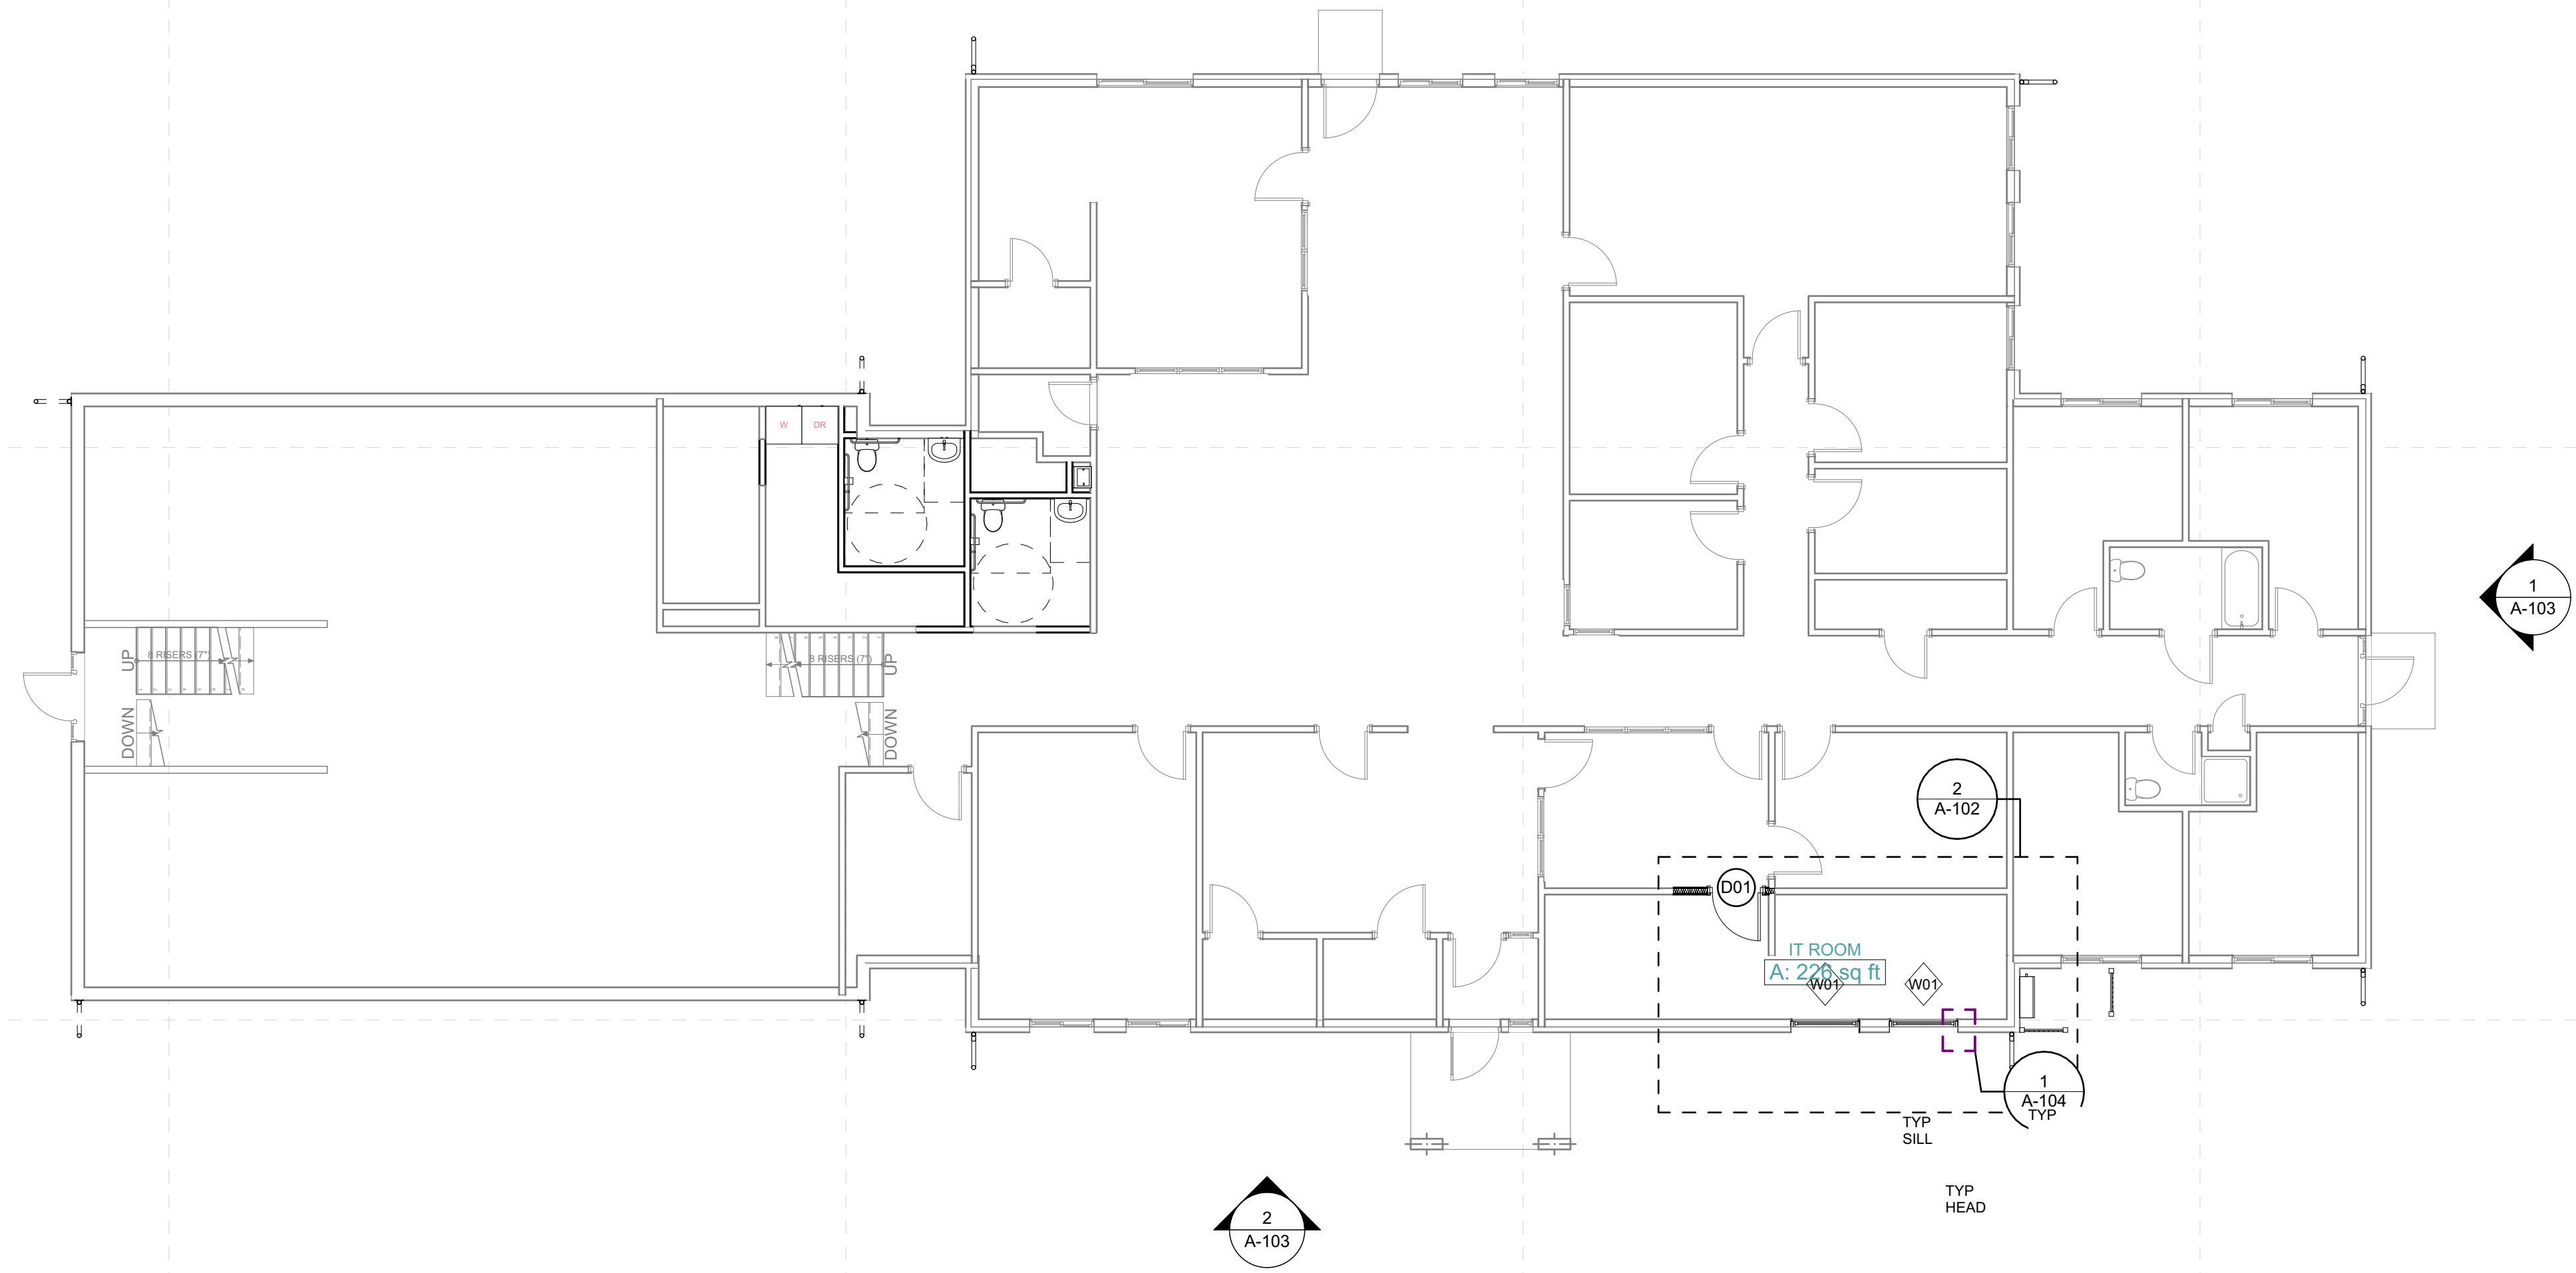 W
DR
1
A-103
UP
8 RISERS (7")
8 RISERS (7")
UP
DOWN
DOWN
2
A-102
D01
IT ROOM
A: 226 sq ft
W01
W01
1
A-104
TYP
TYP
SILL
TYP
HEAD
2
A-103